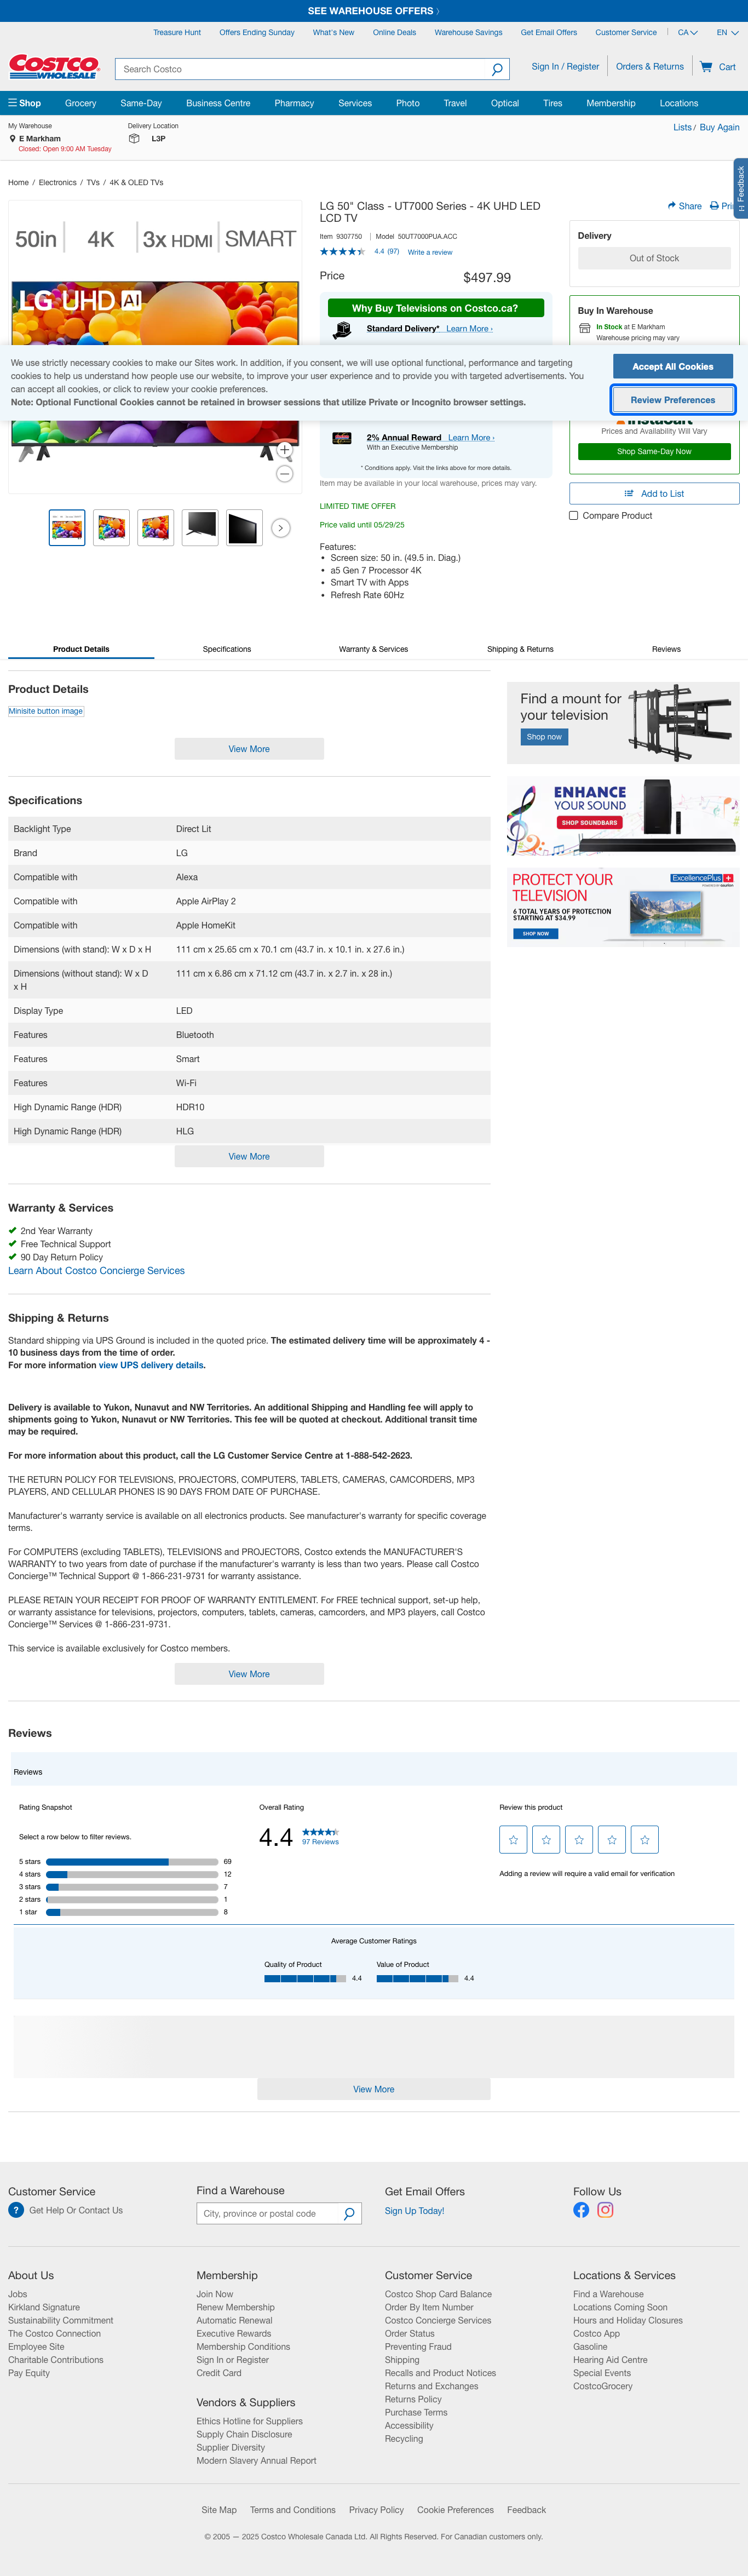 SEE WAREHOUSE OFFERS
Treasure Hunt
Offers Ending Sunday
What's New
Online Deals
Warehouse Savings
Get Email Offers
Customer Service
CA
EN
COSTCO
WHOLESALE
Search Costco
Sign In / Register
Orders & Returns
Cart
Shop
Grocery
Same-Day
Business Centre
Pharmacy
Services
Photo
Travel
Optical
Tires
Membership
Locations
My Warehouse
E Markham
Closed: Open 9:00 AM Tuesday
Delivery Location
L3P
Lists / Buy Again
Feedback
Home / Electronics / TVs / 4K & OLED TVs
50in | 4K | 3x HDMI | SMART
LG UHD AI
LG 50" Class - UT7000 Series - 4K UHD LED LCD TV
Item 9307750 | Model 50UT7000PUA.ACC
4.4 (97) Write a review
Price
$497.99
Why Buy Televisions on Costco.ca?
Standard Delivery* Learn More ›
Share
Delivery
Out of Stock
Buy In Warehouse
In Stock at E Markham
Warehouse pricing may vary
We use strictly necessary cookies to make our Sites work. In addition, if you consent, we will use optional functional, performance and targeting
cookies to help us understand how people use our website, to improve your user experience and to provide you with targeted advertisements. You
can accept all cookies, or click to review your cookie preferences.
Note: Optional Functional Cookies cannot be retained in browser sessions that utilize Private or Incognito browser settings.
Accept All Cookies
Review Preferences
2% Annual Reward Learn More ›
With an Executive Membership
* Conditions apply. Visit the links above for more details.
Item may be available in your local warehouse, prices may vary.
instacart
Prices and Availability Will Vary
Shop Same-Day Now
Add to List
Compare Product
LIMITED TIME OFFER
Price valid until 05/29/25
Features:
Screen size: 50 in. (49.5 in. Diag.)
a5 Gen 7 Processor 4K
Smart TV with Apps
Refresh Rate 60Hz
Product Details
Specifications
Warranty & Services
Shipping & Returns
Reviews
Product Details
Minisite button image
View More
Find a mount for
your television
Shop now
ENHANCE
YOUR SOUND
SHOP SOUNDBARS
PROTECT YOUR
TELEVISION
ExcellencePlus
6 TOTAL YEARS OF PROTECTION
STARTING AT $34.99
SHOP NOW
Specifications
Backlight Type Direct Lit
Brand LG
Compatible with Alexa
Compatible with Apple AirPlay 2
Compatible with Apple HomeKit
Dimensions (with stand): W x D x H 111 cm x 25.65 cm x 70.1 cm (43.7 in. x 10.1 in. x 27.6 in.)
Dimensions (without stand): W x D 111 cm x 6.86 cm x 71.12 cm (43.7 in. x 2.7 in. x 28 in.)
x H
Display Type LED
Features Bluetooth
Features Smart
Features Wi-Fi
High Dynamic Range (HDR) HDR10
High Dynamic Range (HDR) HLG
View More
Warranty & Services
2nd Year Warranty
Free Technical Support
90 Day Return Policy
Learn About Costco Concierge Services
Shipping & Returns
Standard shipping via UPS Ground is included in the quoted price. The estimated delivery time will be approximately 4 -
10 business days from the time of order.
For more information view UPS delivery details.
Delivery is available to Yukon, Nunavut and NW Territories. An additional Shipping and Handling fee will apply to
shipments going to Yukon, Nunavut or NW Territories. This fee will be quoted at checkout. Additional transit time
may be required.
For more information about this product, call the LG Customer Service Centre at 1-888-542-2623.
THE RETURN POLICY FOR TELEVISIONS, PROJECTORS, COMPUTERS, TABLETS, CAMERAS, CAMCORDERS, MP3
PLAYERS, AND CELLULAR PHONES IS 90 DAYS FROM DATE OF PURCHASE.
Manufacturer's warranty service is available on all electronics products. See manufacturer's warranty for specific coverage
terms.
For COMPUTERS (excluding TABLETS), TELEVISIONS and PROJECTORS, Costco extends the MANUFACTURER'S
WARRANTY to two years from date of purchase if the manufacturer's warranty is less than two years. Please call Costco
Concierge™ Technical Support @ 1-866-231-9731 for warranty assistance.
PLEASE RETAIN YOUR RECEIPT FOR PROOF OF WARRANTY ENTITLEMENT. For FREE technical support, set-up help,
or warranty assistance for televisions, projectors, computers, tablets, cameras, camcorders, and MP3 players, call Costco
Concierge™ Services @ 1-866-231-9731.
This service is available exclusively for Costco members.
View More
Reviews
Reviews
Rating Snapshot
Select a row below to filter reviews.
5 stars 69
4 stars 12
3 stars 7
2 stars 1
1 star 8
Overall Rating
4.4
97 Reviews
Review this product
Adding a review will require a valid email for verification
Average Customer Ratings
Quality of Product 4.4
Value of Product 4.4
View More
Customer Service
Get Help Or Contact Us
Find a Warehouse
City, province or postal code
Get Email Offers
Sign Up Today!
Follow Us
About Us
Jobs
Kirkland Signature
Sustainability Commitment
The Costco Connection
Employee Site
Charitable Contributions
Pay Equity
Membership
Join Now
Renew Membership
Automatic Renewal
Executive Rewards
Membership Conditions
Sign In or Register
Credit Card
Vendors & Suppliers
Ethics Hotline for Suppliers
Supply Chain Disclosure
Supplier Diversity
Modern Slavery Annual Report
Customer Service
Costco Shop Card Balance
Order By Item Number
Costco Concierge Services
Order Status
Preventing Fraud
Shipping
Recalls and Product Notices
Returns and Exchanges
Returns Policy
Purchase Terms
Accessibility
Recycling
Locations & Services
Find a Warehouse
Locations Coming Soon
Hours and Holiday Closures
Costco App
Gasoline
Hearing Aid Centre
Special Events
CostcoGrocery
Site Map
Terms and Conditions
Privacy Policy
Cookie Preferences
Feedback
© 2005 — 2025 Costco Wholesale Canada Ltd. All Rights Reserved. For Canadian customers only.